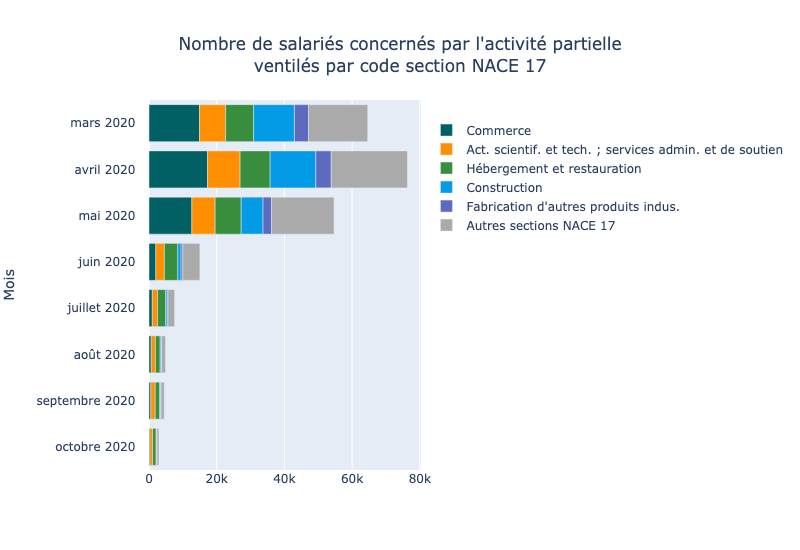 Nombre de salariés concernés par l'activité partielle
ventilés par code section NACE 17
mars 2020
avril 2020
mai 2020
juin 2020
juillet 2020
août 2020
septembre 2020
octobre 2020
Mois
0 20k 40k 60k 80k
Commerce
Act. scientif. et tech. ; services admin. et de soutien
Hébergement et restauration
Construction
Fabrication d'autres produits indus.
Autres sections NACE 17